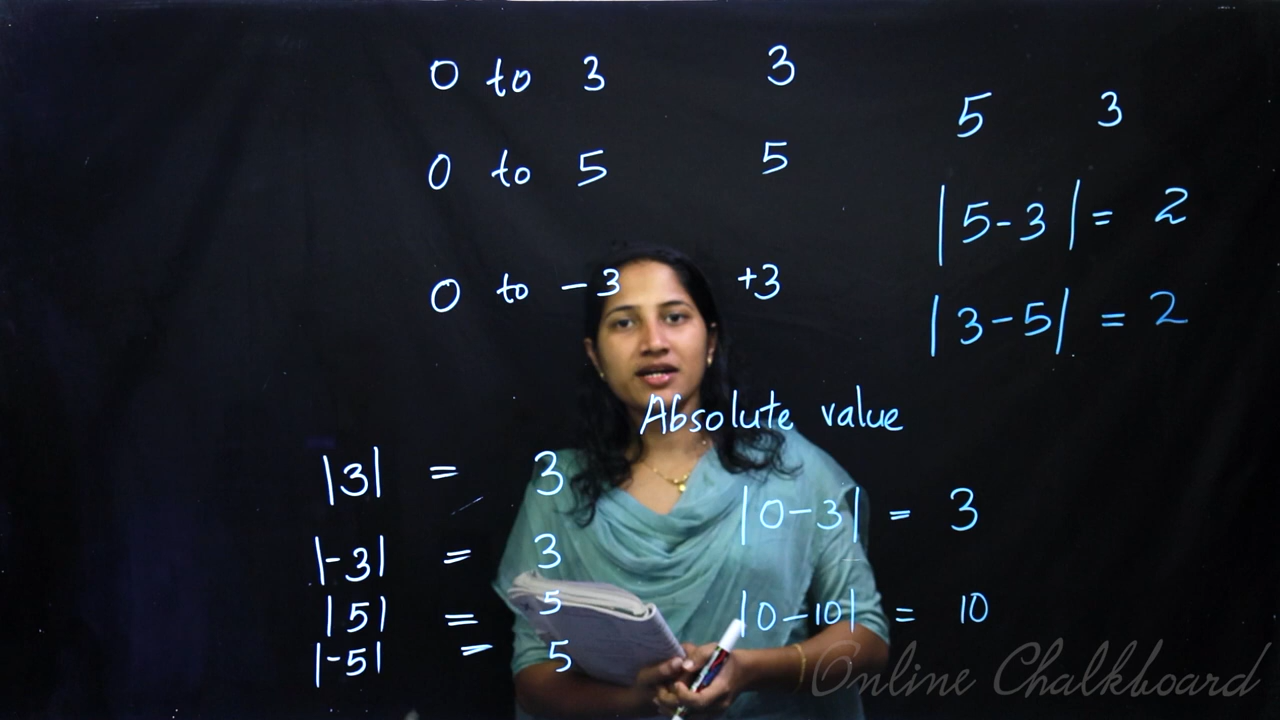 0 to 3 3
0 to 5 5
0 to -3 +3
5 3
|5-3| = 2
|3-5| = 2
Absolute value
|3| = 3
|-3| = 3
|5| = 5
|-5| = 5
|0-3| = 3
|0-10| = 10
Online Chalkboard